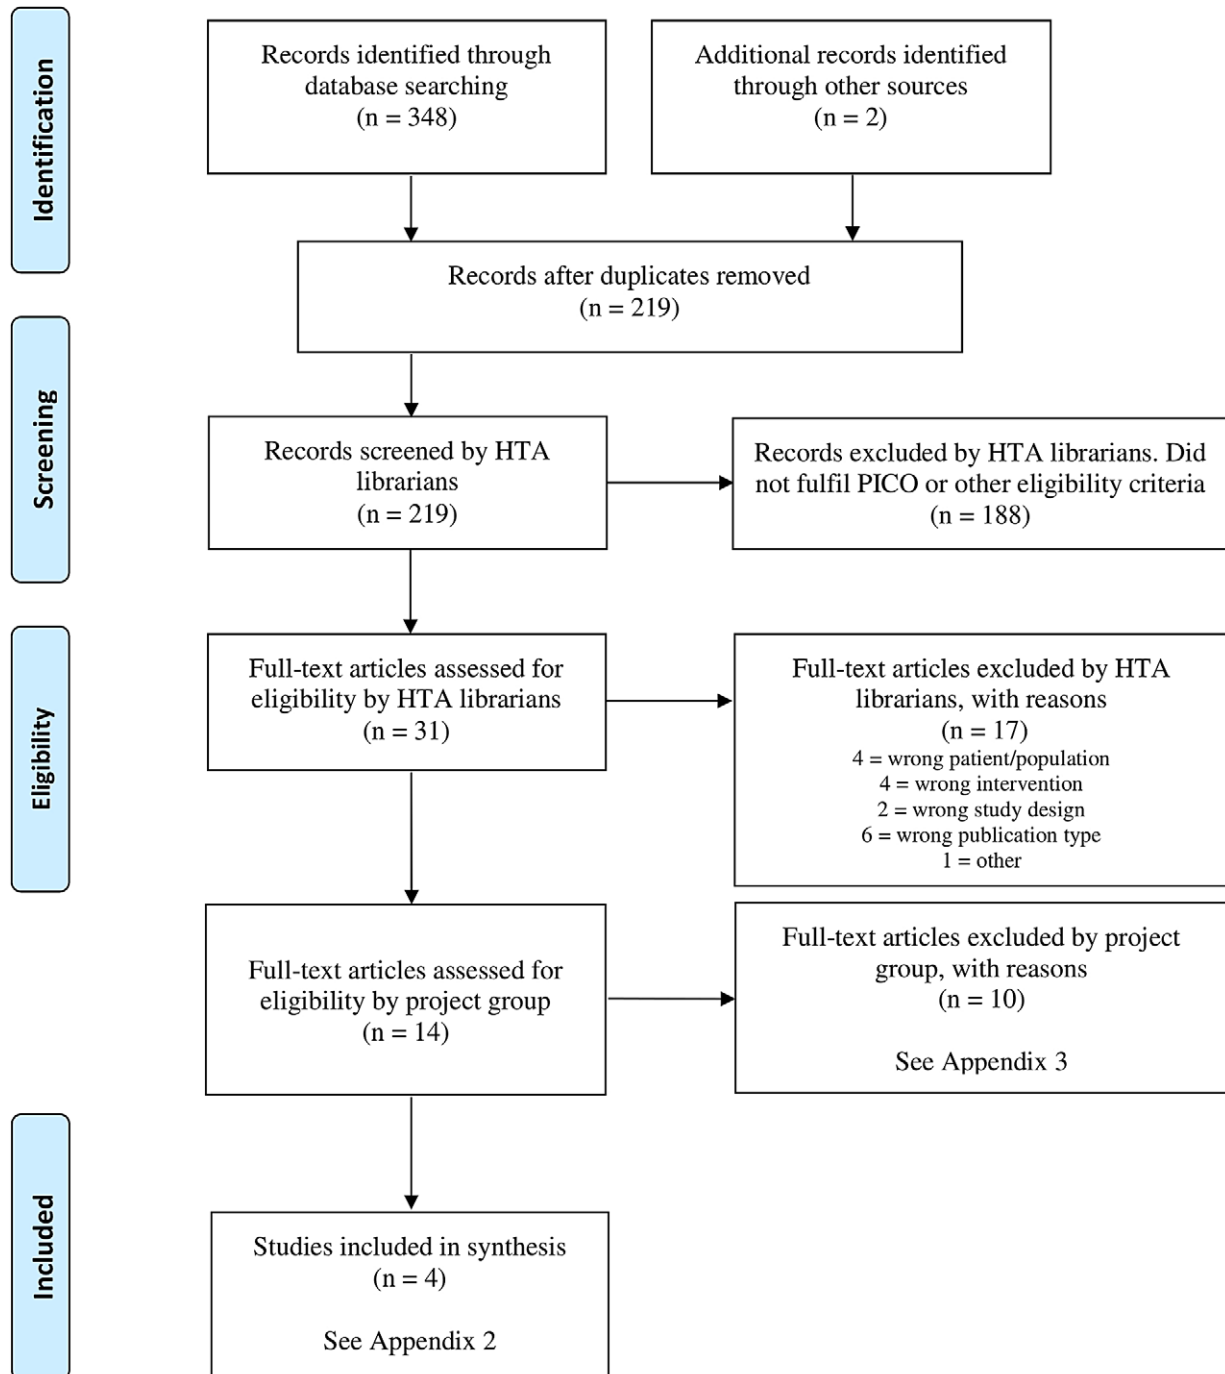 Identification
Records identified through
database searching
(n = 348)
Additional records identified
through other sources
(n = 2)
Records after duplicates removed
(n = 219)
Screening
Records screened by HTA
librarians
(n = 219)
Records excluded by HTA librarians. Did
not fulfil PICO or other eligibility criteria
(n = 188)
Eligibility
Full-text articles assessed for
eligibility by HTA librarians
(n = 31)
Full-text articles excluded by HTA
librarians, with reasons
(n = 17)
4 = wrong patient/population
4 = wrong intervention
2 = wrong study design
6 = wrong publication type
1 = other
Full-text articles assessed for
eligibility by project group
(n = 14)
Full-text articles excluded by project
group, with reasons
(n = 10)
See Appendix 3
Included
Studies included in synthesis
(n = 4)
See Appendix 2